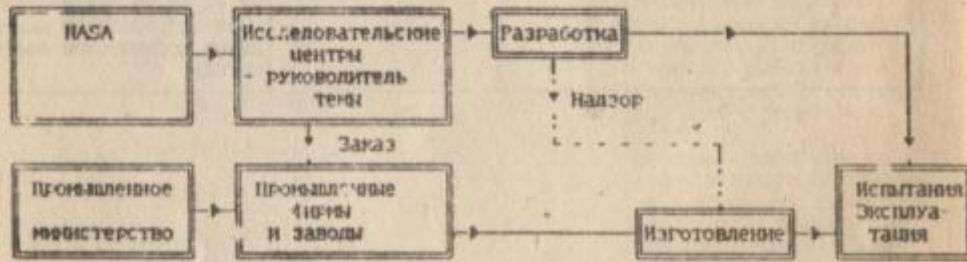 NASA
Исследовательские
центры
- руководитель
темы
Разработка
Надзор
Заказ
Промышленное
министерство
Промышленные
фирмы
и заводы
Изготовление
Испытания
Эксплуа-
тация